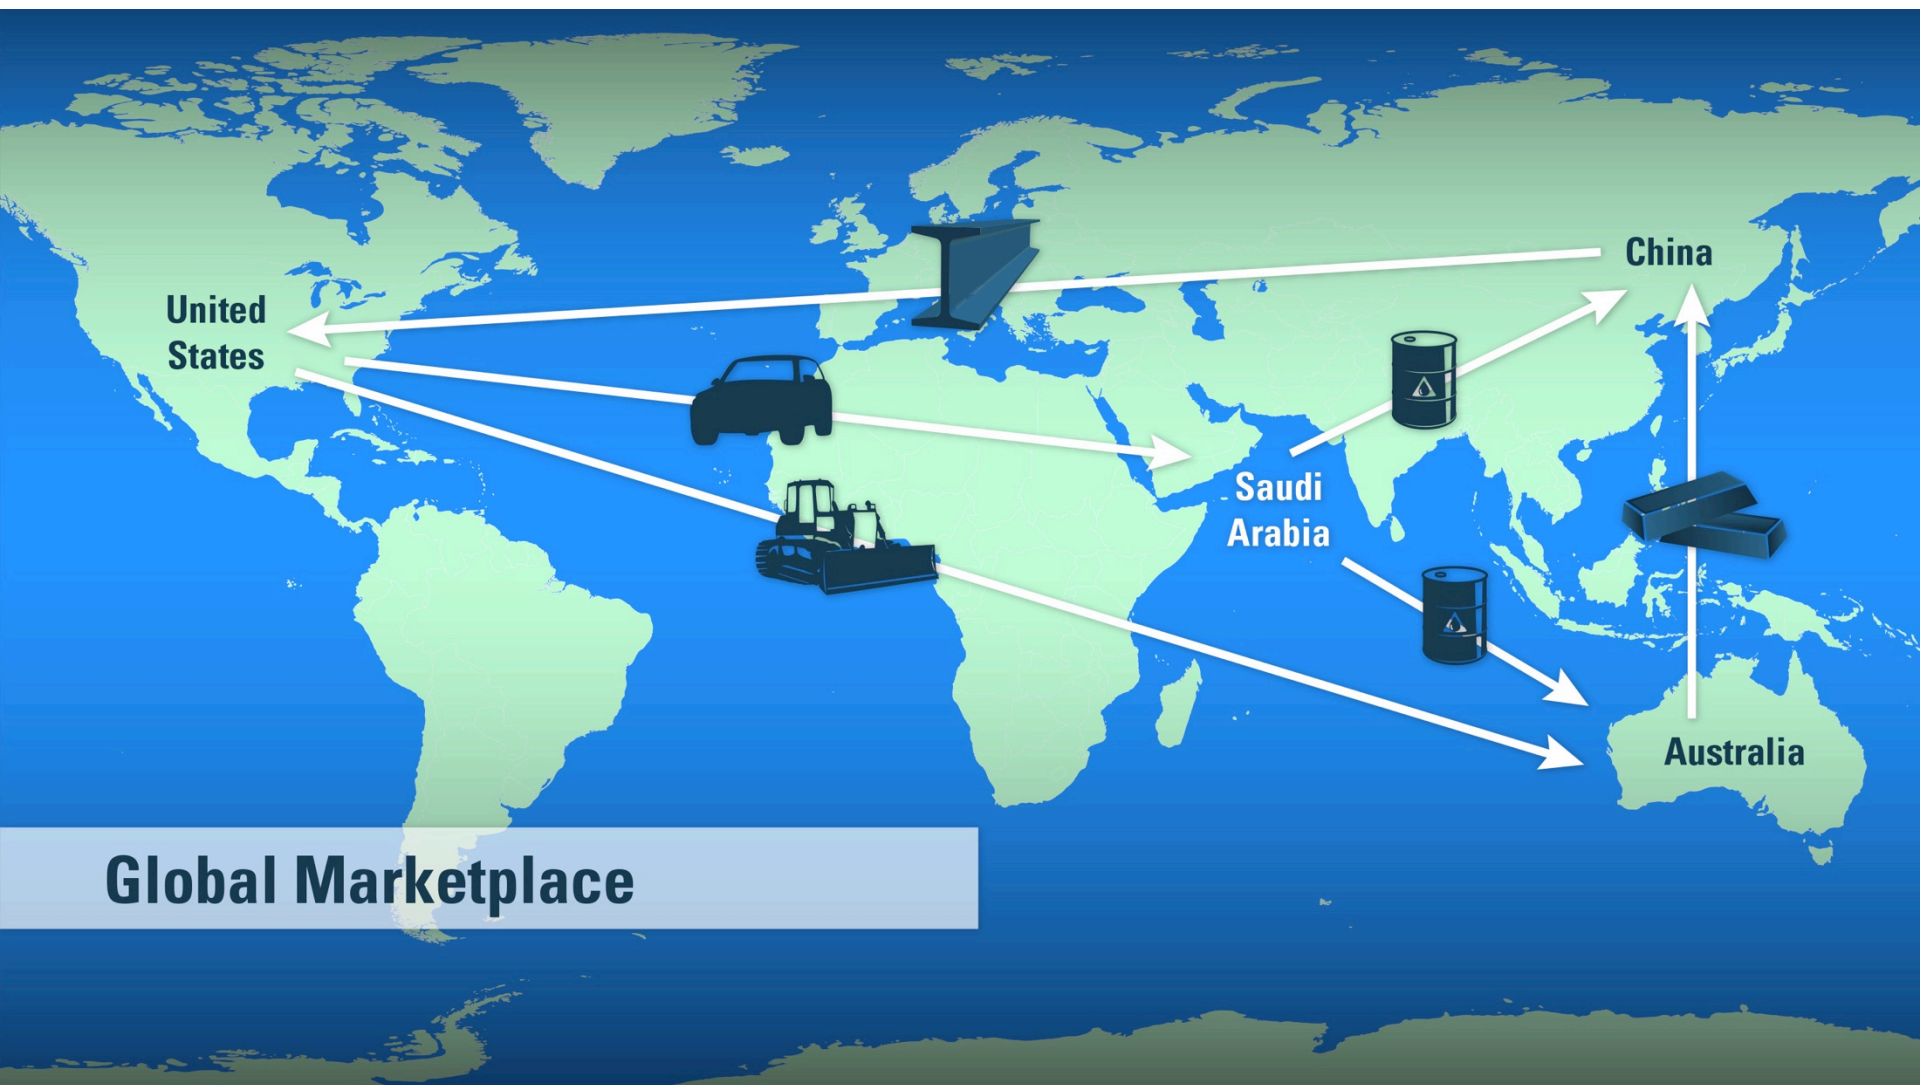 United
States
China
Saudi
Arabia
Australia
Global Marketplace